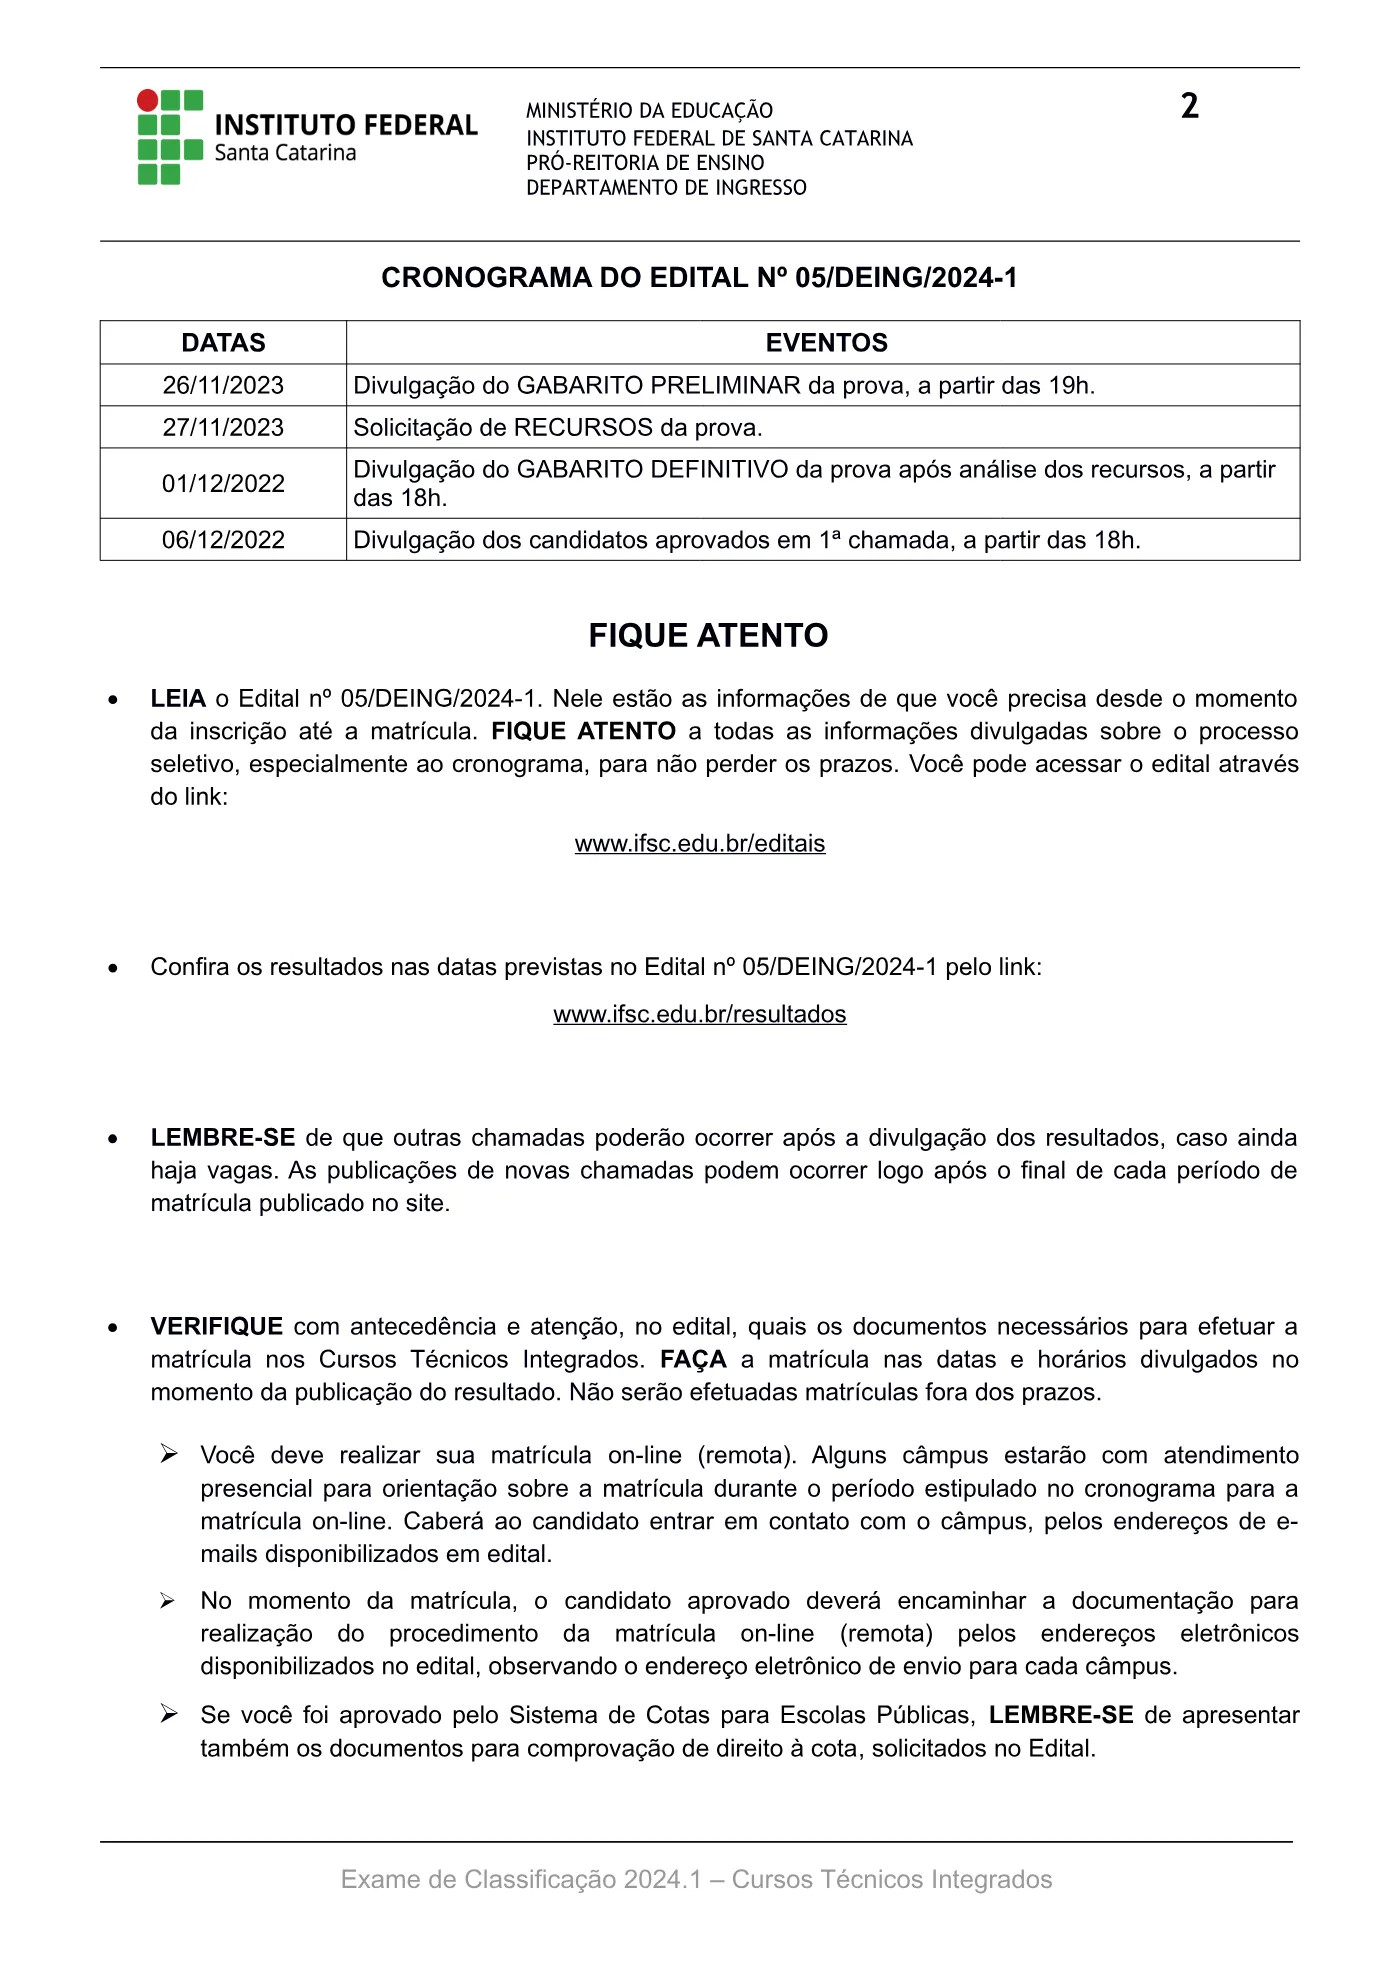 INSTITUTO FEDERAL
Santa Catarina
MINISTÉRIO DA EDUCAÇÃO
INSTITUTO FEDERAL DE SANTA CATARINA
PRÓ-REITORIA DE ENSINO
DEPARTAMENTO DE INGRESSO
2
CRONOGRAMA DO EDITAL Nº 05/DEING/2024-1
DATAS EVENTOS
26/11/2023 Divulgação do GABARITO PRELIMINAR da prova, a partir das 19h.
27/11/2023 Solicitação de RECURSOS da prova.
01/12/2022 Divulgação do GABARITO DEFINITIVO da prova após análise dos recursos, a partir
das 18h.
06/12/2022 Divulgação dos candidatos aprovados em 1ª chamada, a partir das 18h.
FIQUE ATENTO
• LEIA o Edital nº 05/DEING/2024-1. Nele estão as informações de que você precisa desde o momento
da inscrição até a matrícula. FIQUE ATENTO a todas as informações divulgadas sobre o processo
seletivo, especialmente ao cronograma, para não perder os prazos. Você pode acessar o edital através
do link:
www.ifsc.edu.br/editais
• Confira os resultados nas datas previstas no Edital nº 05/DEING/2024-1 pelo link:
www.ifsc.edu.br/resultados
• LEMBRE-SE de que outras chamadas poderão ocorrer após a divulgação dos resultados, caso ainda
haja vagas. As publicações de novas chamadas podem ocorrer logo após o final de cada período de
matrícula publicado no site.
• VERIFIQUE com antecedência e atenção, no edital, quais os documentos necessários para efetuar a
matrícula nos Cursos Técnicos Integrados. FAÇA a matrícula nas datas e horários divulgados no
momento da publicação do resultado. Não serão efetuadas matrículas fora dos prazos.
➢ Você deve realizar sua matrícula on-line (remota). Alguns câmpus estarão com atendimento
presencial para orientação sobre a matrícula durante o período estipulado no cronograma para a
matrícula on-line. Caberá ao candidato entrar em contato com o câmpus, pelos endereços de e-
mails disponibilizados em edital.
➢ No momento da matrícula, o candidato aprovado deverá encaminhar a documentação para
realização do procedimento da matrícula on-line (remota) pelos endereços eletrônicos
disponibilizados no edital, observando o endereço eletrônico de envio para cada câmpus.
➢ Se você foi aprovado pelo Sistema de Cotas para Escolas Públicas, LEMBRE-SE de apresentar
também os documentos para comprovação de direito à cota, solicitados no Edital.
Exame de Classificação 2024.1 – Cursos Técnicos Integrados